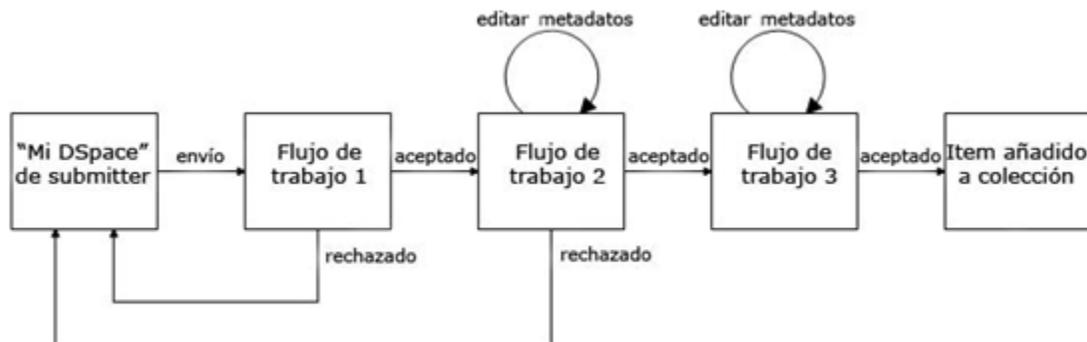 editar metadatos
editar metadatos
“Mi DSpace”
de submitter
envío
Flujo de
trabajo 1
aceptado
Flujo de
trabajo 2
aceptado
Flujo de
trabajo 3
aceptado
Item añadido
a colección
rechazado
rechazado